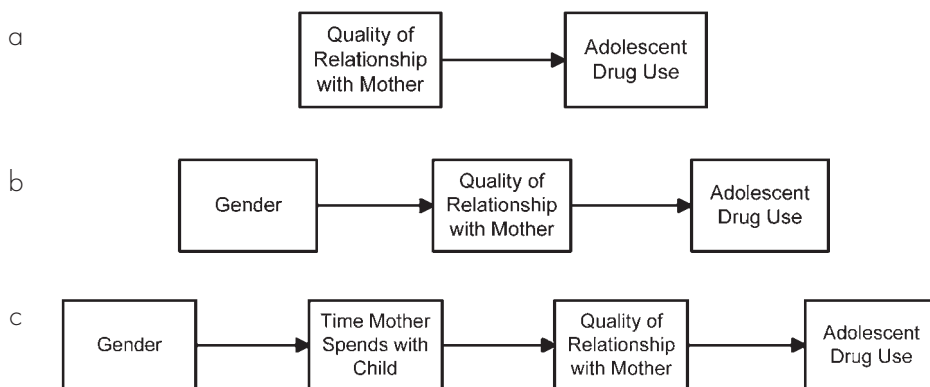 a
Quality of
Relationship
with Mother
Adolescent
Drug Use
b
Gender
Quality of
Relationship
with Mother
Adolescent
Drug Use
c
Gender
Time Mother
Spends with
Child
Quality of
Relationship
with Mother
Adolescent
Drug Use